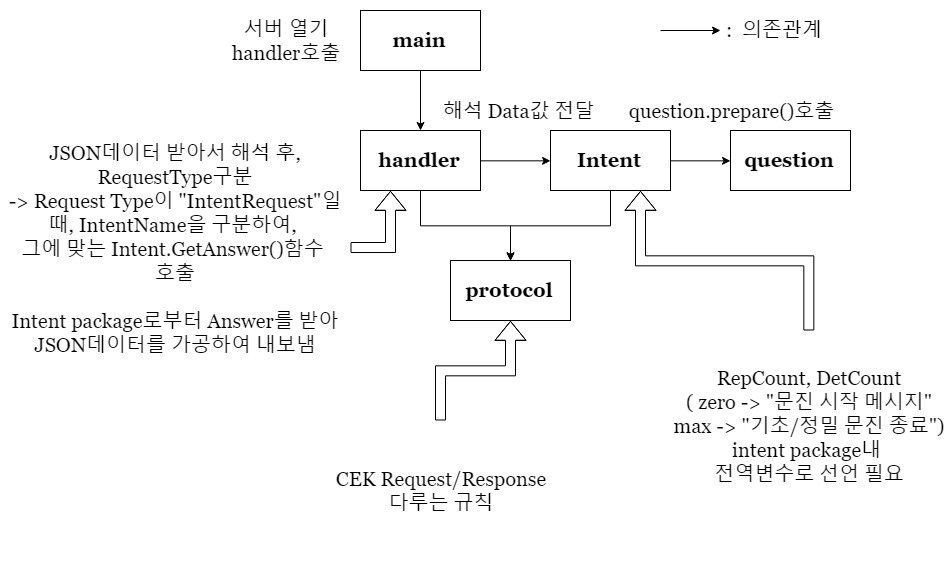 서버 열기
handler호출
main
: 의존관계
해석 Data값 전달
question.prepare()호출
JSON데이터 받아서 해석 후,
RequestType구분
-> Request Type이 "IntentRequest"일
때, IntentName을 구분하여,
그에 맞는 Intent.GetAnswer()함수
호출
handler
Intent
question
Intent package로부터 Answer를 받아
JSON데이터를 가공하여 내보냄
protocol
RepCount, DetCount
( zero -> "문진 시작 메시지"
max -> "기초/정밀 문진 종료")
intent package내
전역변수로 선언 필요
CEK Request/Response
다루는 규칙